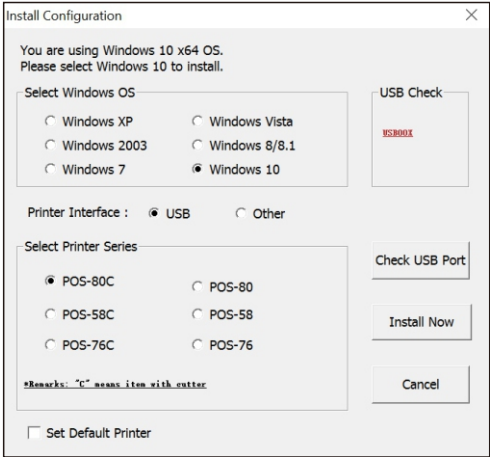 Install Configuration
You are using Windows 10 x64 OS.
Please select Windows 10 to install.
Select Windows OS
USB Check
Windows XP
Windows Vista
USB00X
Windows 2003
Windows 8/8.1
Windows 7
Windows 10
Printer Interface :
USB
Other
Select Printer Series
Check USB Port
POS-80C
POS-80
POS-58C
POS-58
Install Now
POS-76C
POS-76
*Remarks: "C" means item with cutter
Cancel
Set Default Printer